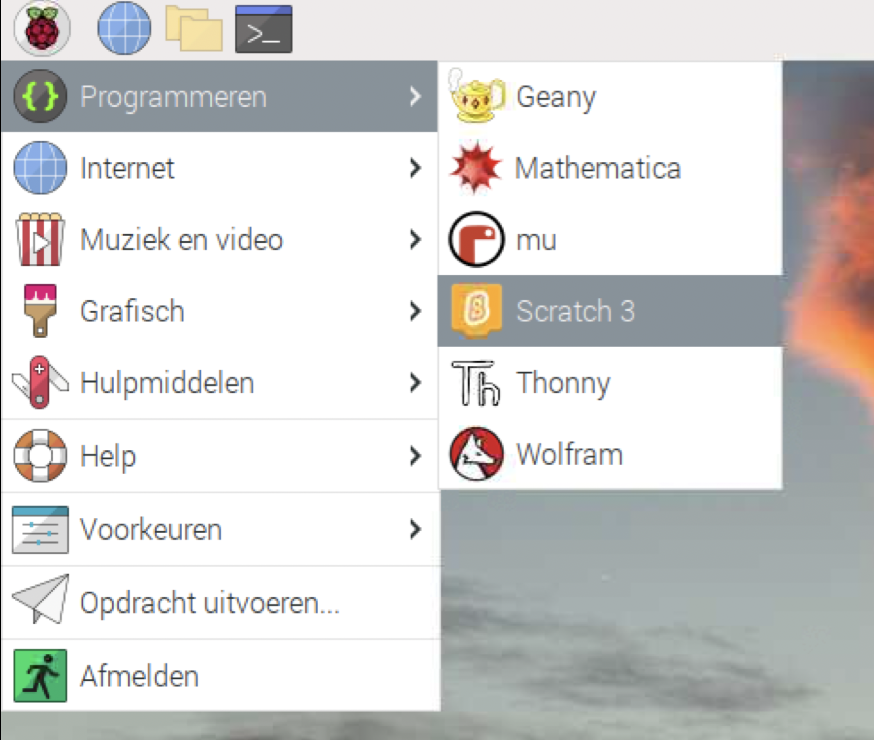 Programmeren
Internet
Muziek en video
Grafisch
Hulpmiddelen
Help
Voorkeuren
Opdracht uitvoeren...
Afmelden
Geany
Mathematica
mu
Scratch 3
Thonny
Wolfram